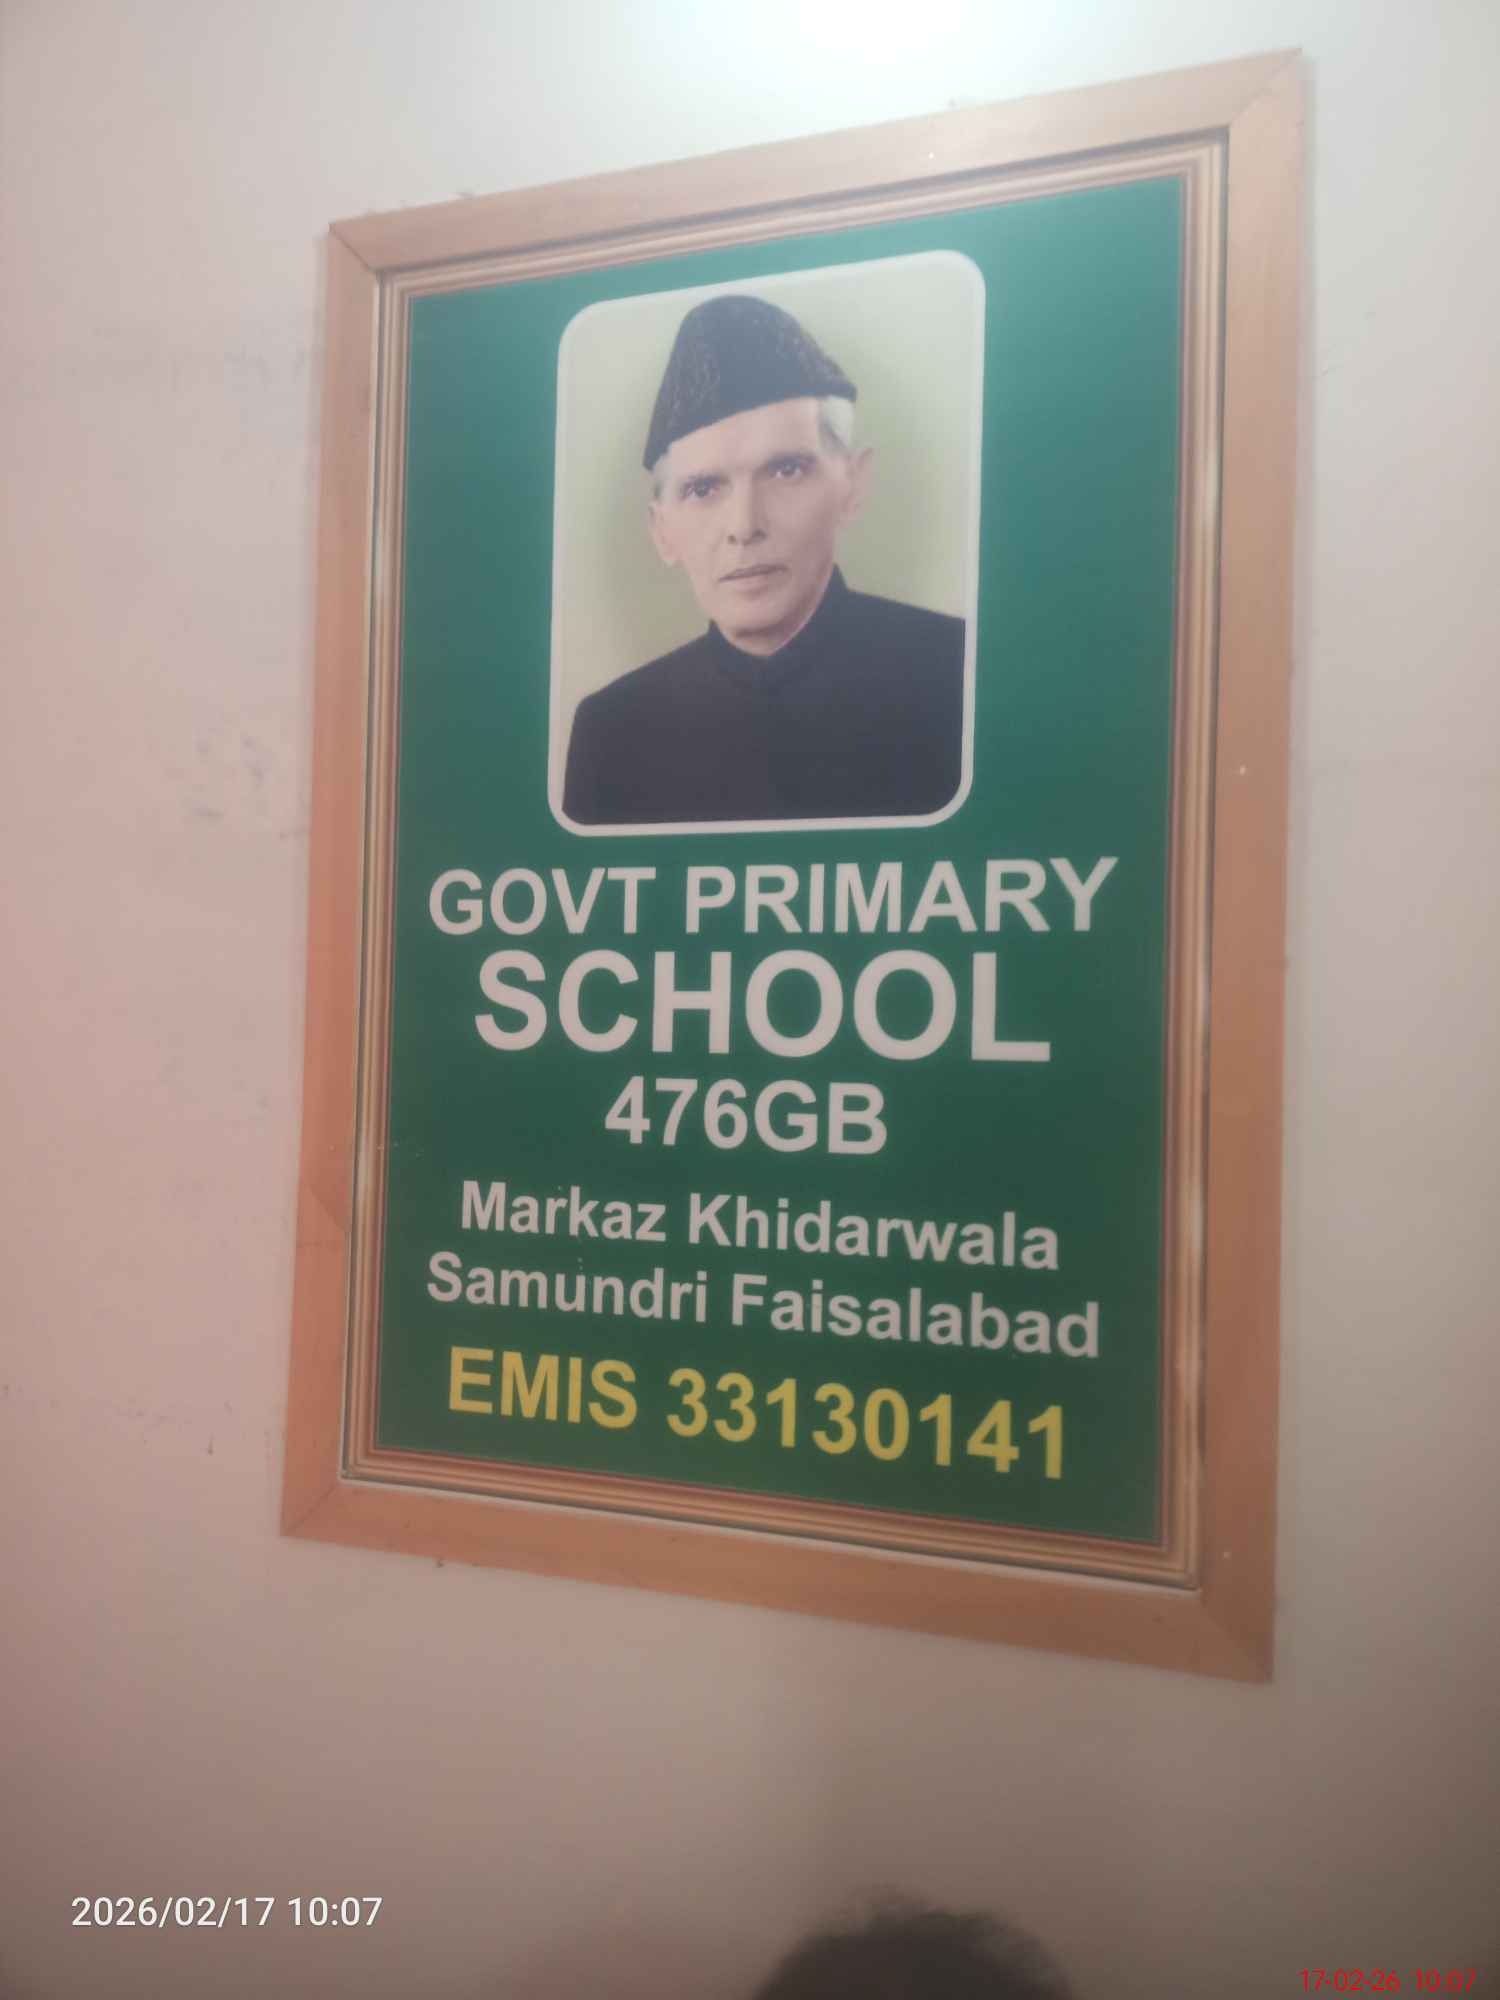 GOVT PRIMARY
SCHOOL
476GB
Markaz Khidarwala
Samundri Faisalabad
EMIS 33130141
2026/02/17 10:07
17-02-26 10:07